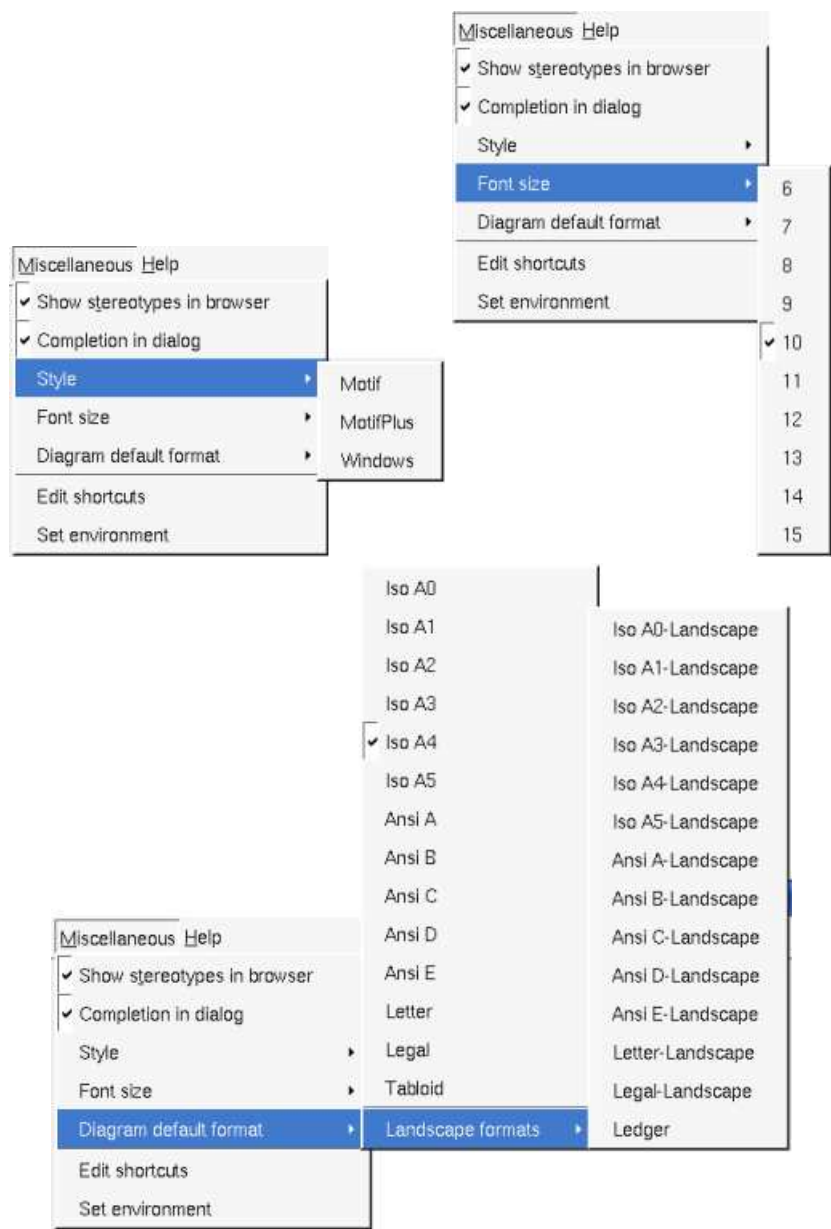 Miscellaneous Help
Show stereotypes in browser
Completion in dialog
Style
Font size
Diagram default format
Edit shortcuts
Set environment
6
7
8
9
10
11
12
13
14
15
Miscellaneous Help
Show stereotypes in browser
Completion in dialog
Style
Font size
Diagram default format
Edit shortcuts
Set environment
Motif
MotifPlus
Windows
Miscellaneous Help
Show stereotypes in browser
Completion in dialog
Style
Font size
Diagram default format
Edit shortcuts
Set environment
Iso A0
Iso A1
Iso A2
Iso A3
Iso A4
Iso A5
Ansi A
Ansi B
Ansi C
Ansi D
Ansi E
Letter
Legal
Tabloid
Landscape formats
Iso A0-Landscape
Iso A1-Landscape
Iso A2-Landscape
Iso A3-Landscape
Iso A4-Landscape
Iso A5-Landscape
Ansi A-Landscape
Ansi B-Landscape
Ansi C-Landscape
Ansi D-Landscape
Ansi E-Landscape
Letter-Landscape
Legal-Landscape
Ledger